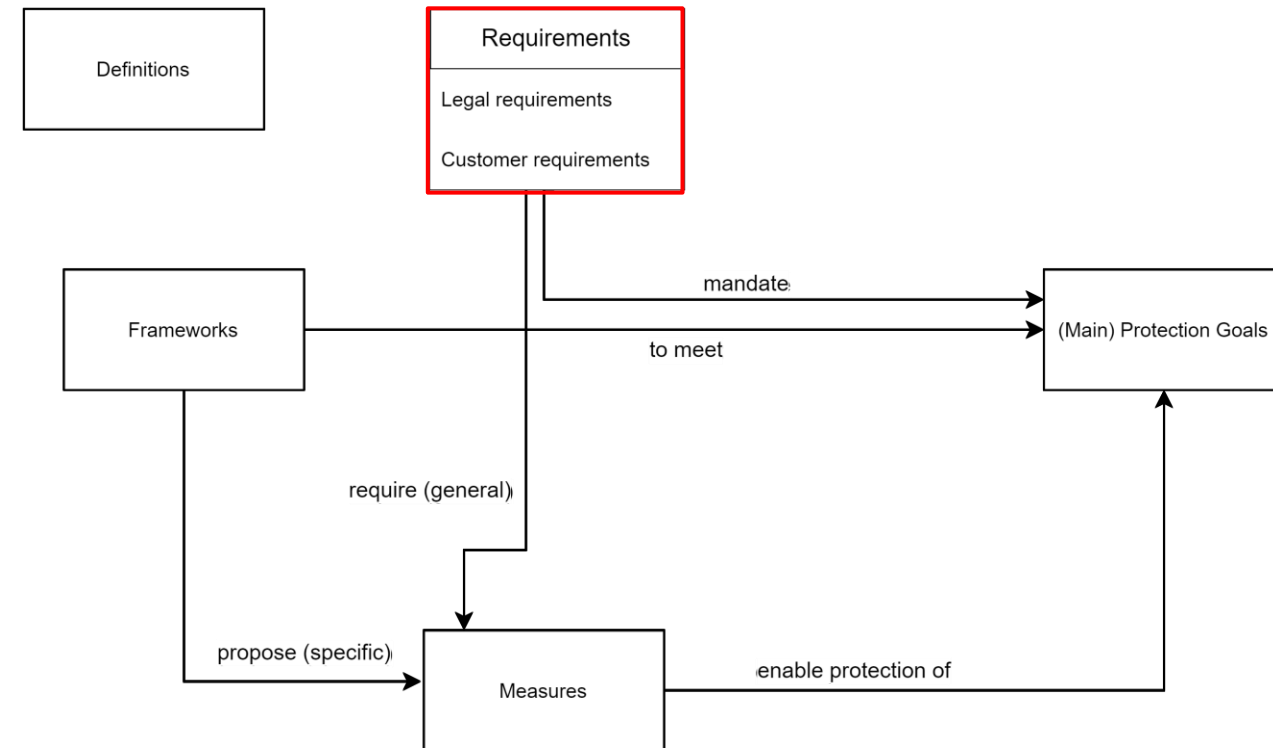 Definitions
Requirements
Legal requirements
Customer requirements
mandate
Frameworks
(Main) Protection Goals
to meet
require (general)
propose (specific)
enable protection of
Measures